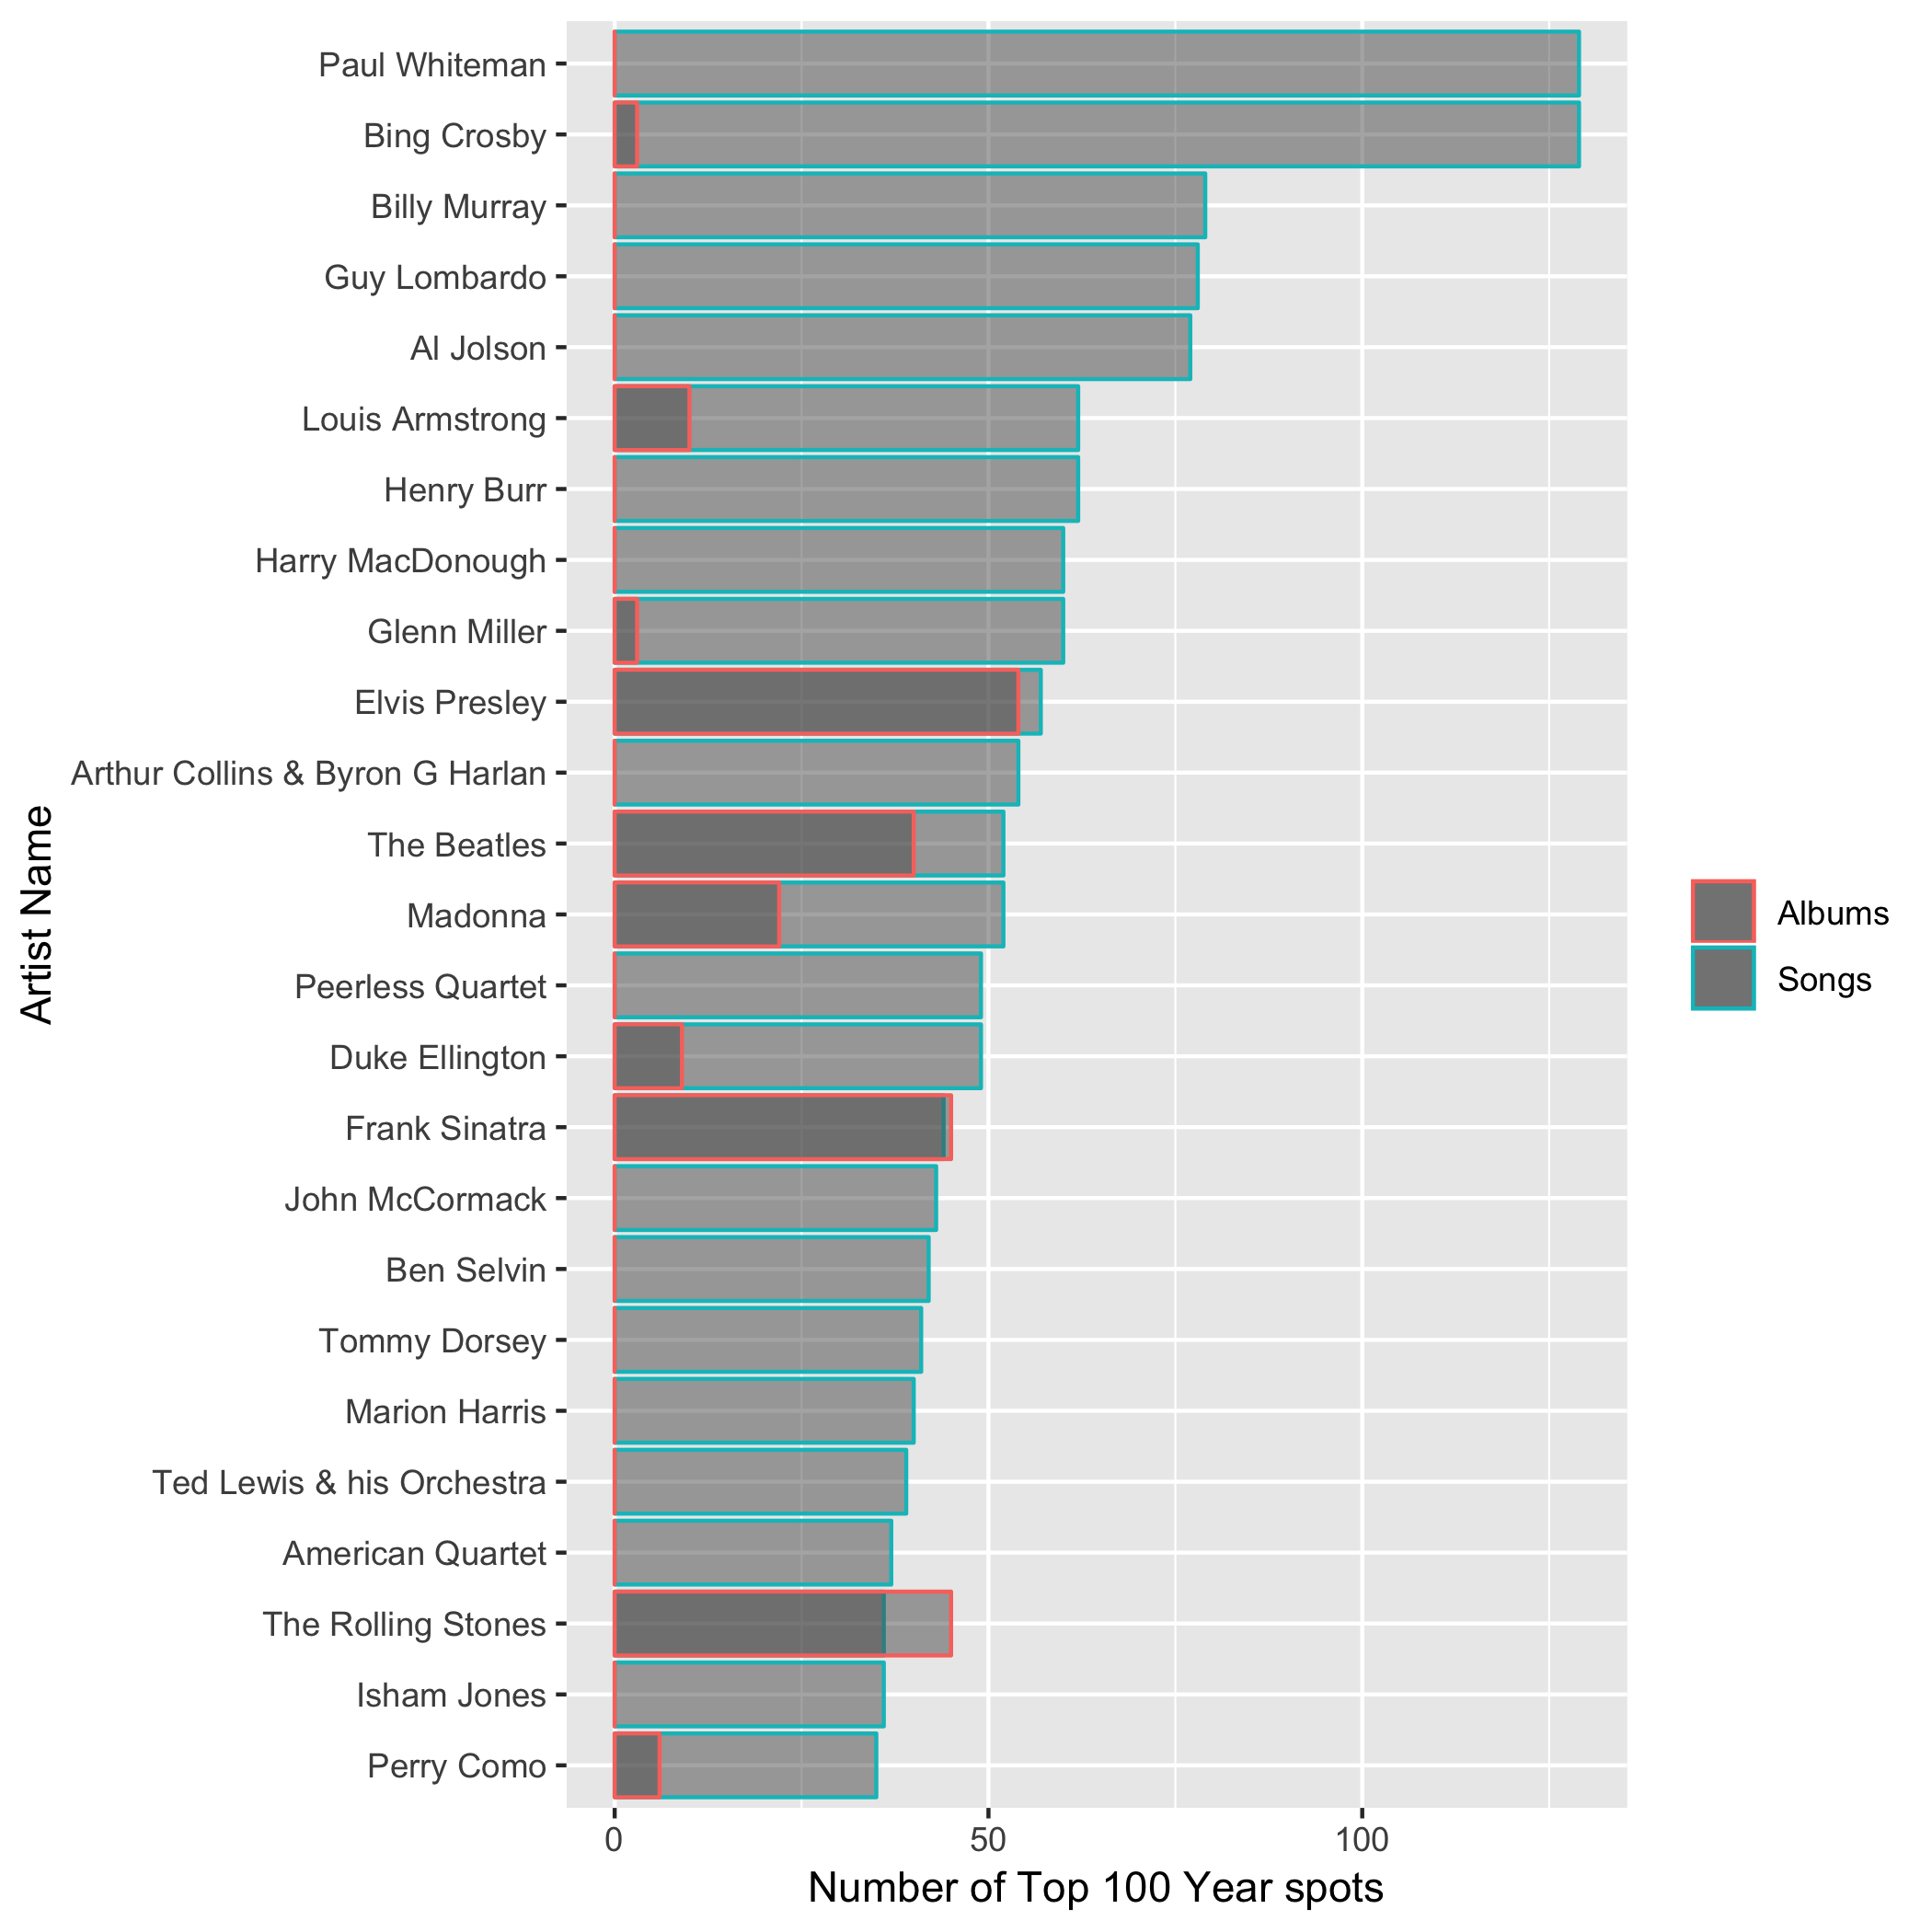 Paul Whiteman
Bing Crosby
Billy Murray
Guy Lombardo
Al Jolson
Louis Armstrong
Henry Burr
Harry MacDonough
Glenn Miller
Elvis Presley
Arthur Collins & Byron G Harlan
The Beatles
Madonna
Peerless Quartet
Duke Ellington
Frank Sinatra
John McCormack
Ben Selvin
Tommy Dorsey
Marion Harris
Ted Lewis & his Orchestra
American Quartet
The Rolling Stones
Isham Jones
Perry Como
Artist Name
0 50 100
Number of Top 100 Year spots
Albums
Songs